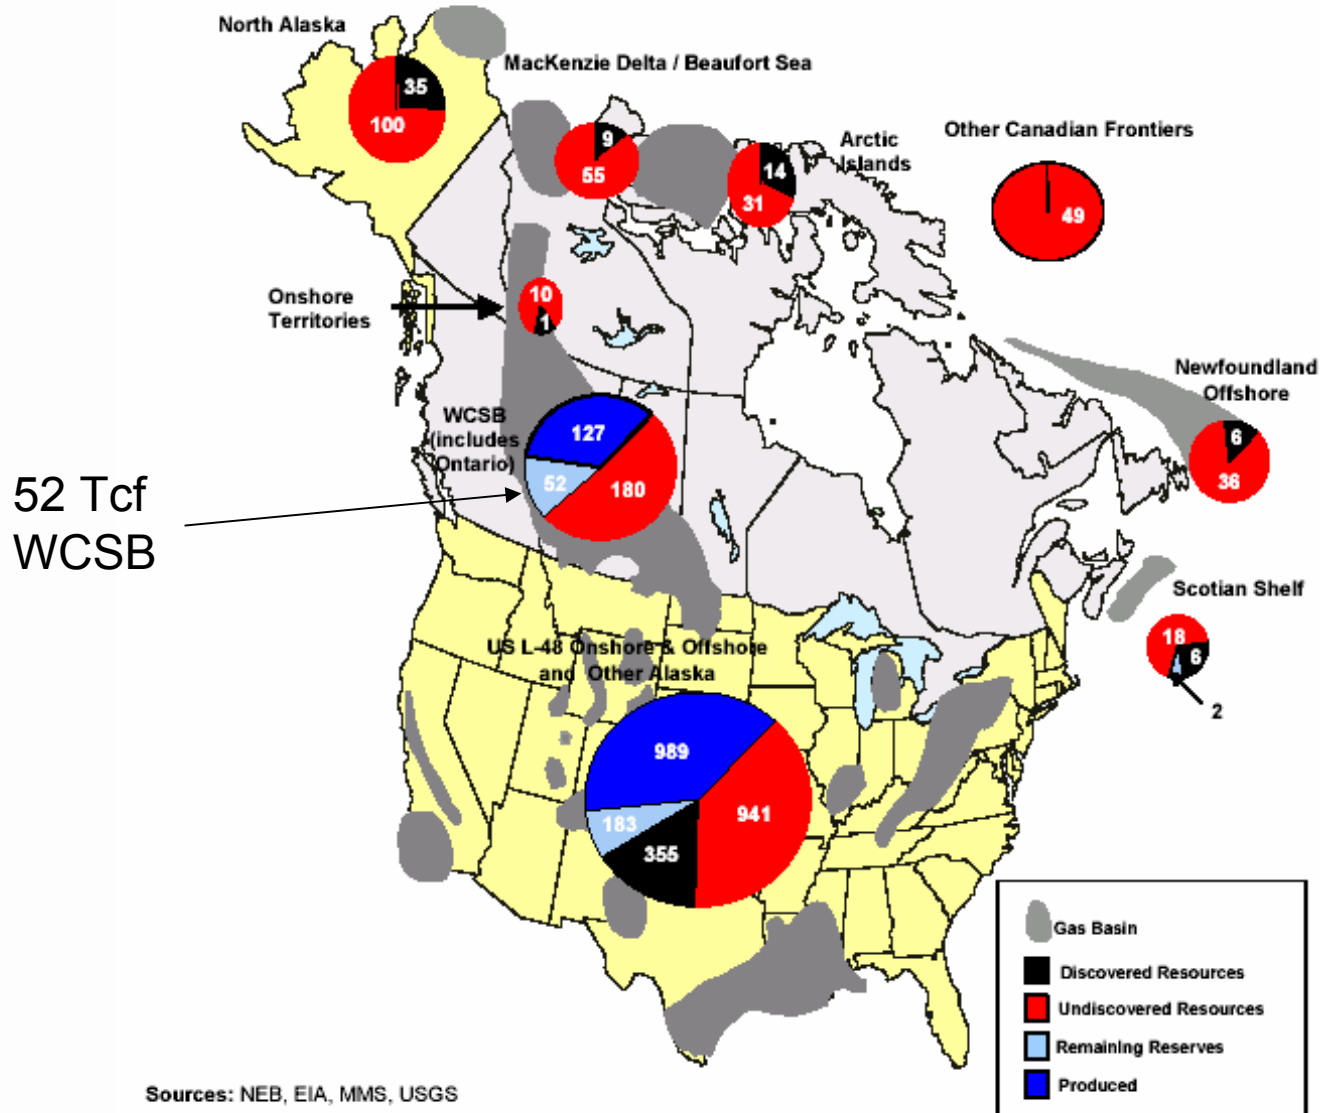 North Alaska
35
100
MacKenzie Delta / Beaufort Sea
9
55
Arctic
Islands
14
31
Other Canadian Frontiers
49
Onshore
Territories
10
1
Newfoundland
Offshore
6
36
WCSB
(includes
Ontario)
127
52
180
52 Tcf
WCSB
Scotian Shelf
18
6
2
US L-48 Onshore & Offshore
and Other Alaska
989
941
183
355
Gas Basin
Discovered Resources
Undiscovered Resources
Remaining Reserves
Produced
Sources: NEB, EIA, MMS, USGS